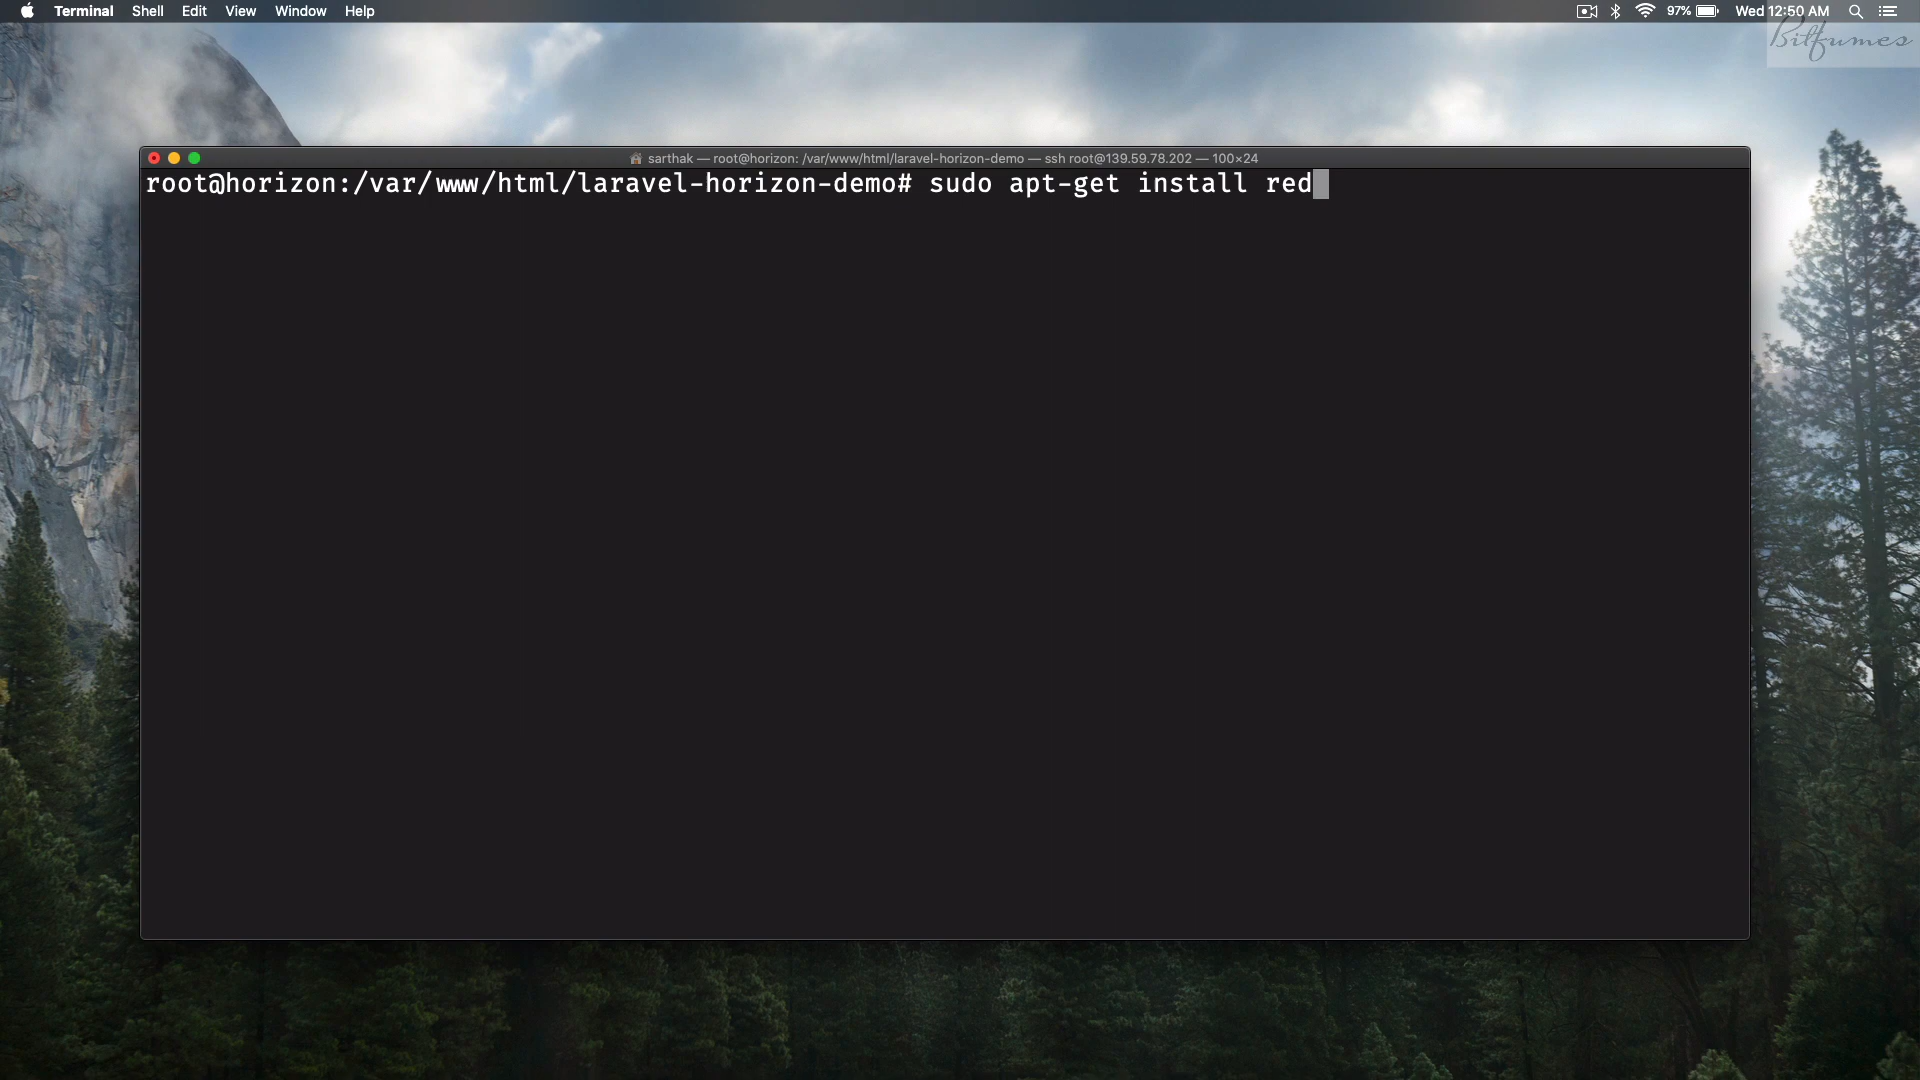 Terminal Shell Edit View Window Help 97% Wed 12:50 AM
Bitfumes
sarthak — root@horizon: /var/www/html/laravel-horizon-demo — ssh root@139.59.78.202 — 100×24
root@horizon:/var/www/html/laravel-horizon-demo# sudo apt-get install red